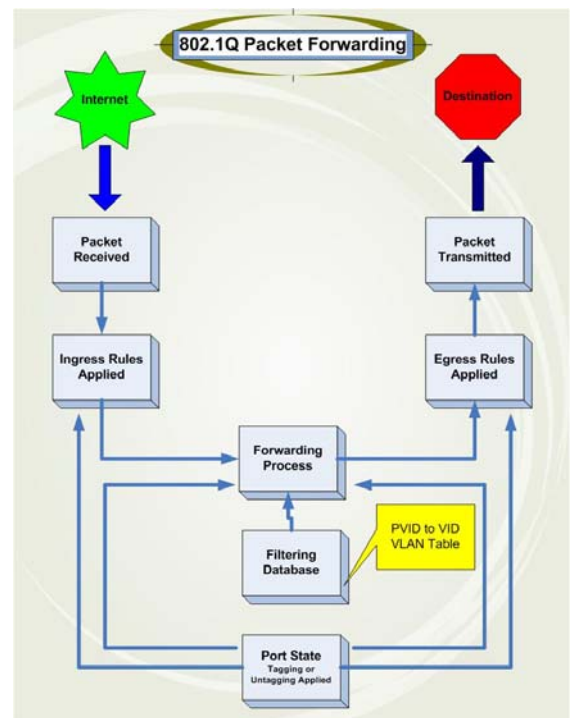 802.1Q Packet Forwarding
Internet
Destination
Packet
Received
Packet
Transmitted
Ingress Rules
Applied
Egress Rules
Applied
Forwarding
Process
PVID to VID
VLAN Table
Filtering
Database
Port State
Tagging or
Untagging Applied